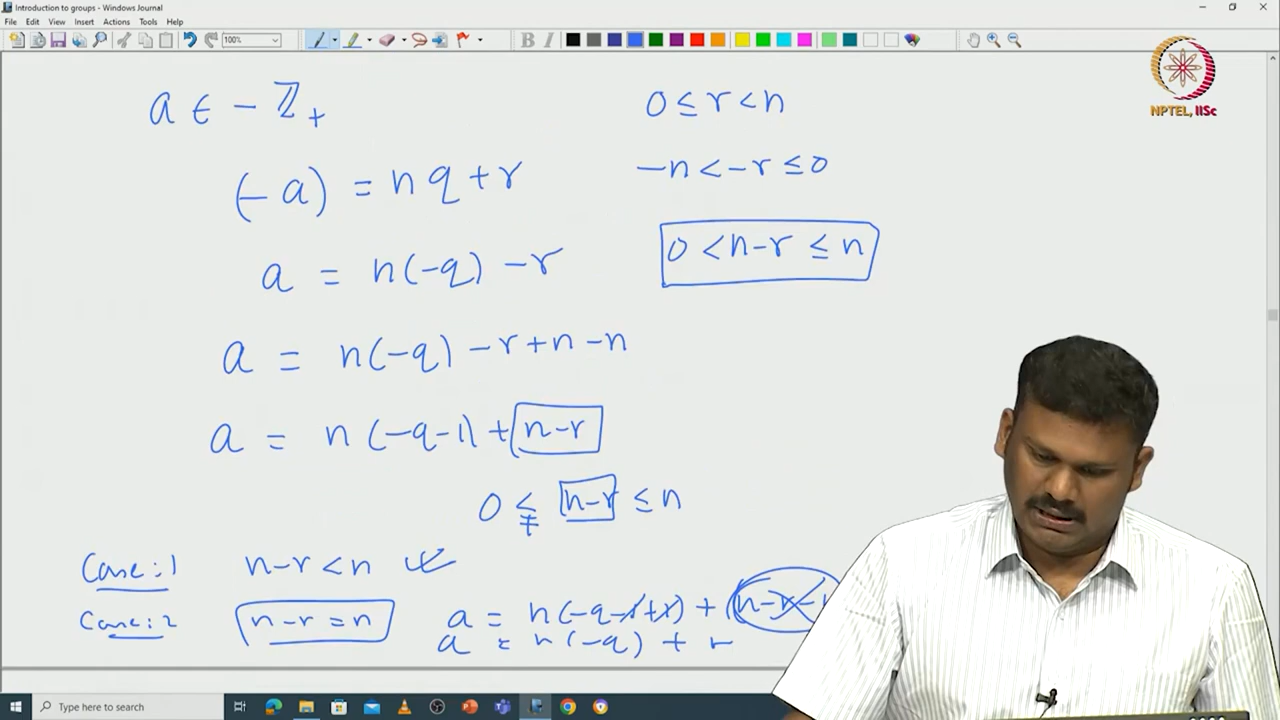 Introduction to groups - Windows Journal
File Edit View Insert Actions Tools Help
100%
B I
NPTEL, IISc
a ∈ - ℤ₊
0 ≤ r < n
(-a) = nq + r
-n < -r ≤ 0
a = n(-q) - r
0 < n-r ≤ n
a = n(-q) - r + n - n
a = n(-q-1) + n-r
0 ≨ n-r ≤ n
Case:1 n-r < n
Case:2 n-r = n
a = n(-q-1+1) + (n-r-
a = n(-q) + r
Type here to search